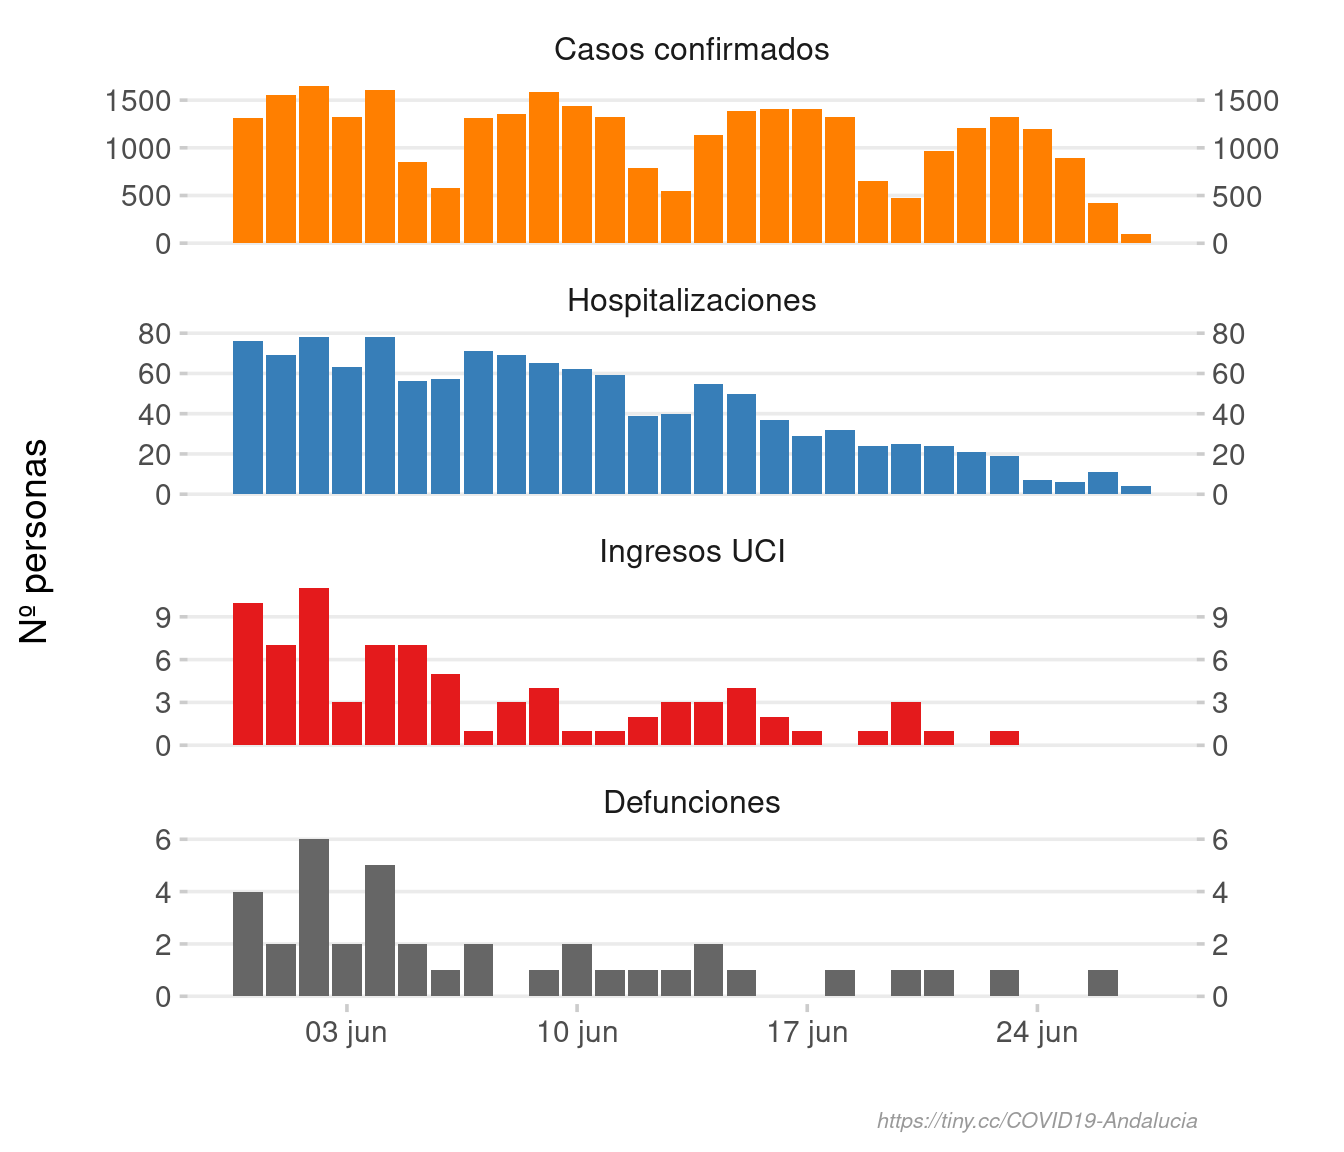 Casos confirmados
1500 1500
1000 1000
500 500
0 0
Hospitalizaciones
80 80
60 60
40 40
20 20
0 0
Nº personas
Ingresos UCI
9 9
6 6
3 3
0 0
Defunciones
6 6
4 4
2 2
0 0
03 jun 10 jun 17 jun 24 jun
https://tiny.cc/COVID19-Andalucia